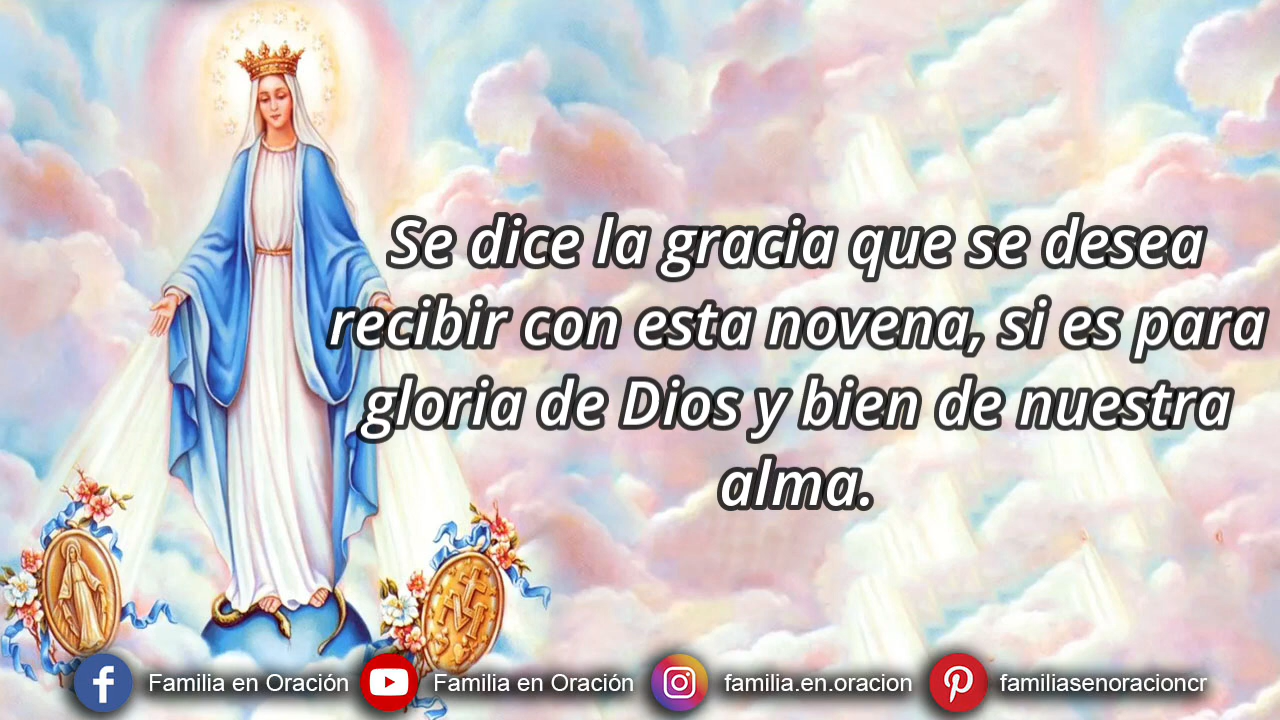 Se dice la gracia que se desea
recibir con esta novena, si es para
gloria de Dios y bien de nuestra
alma.
Familia en Oración
Familia en Oración
familia.en.oracion
familiasenoracioncr